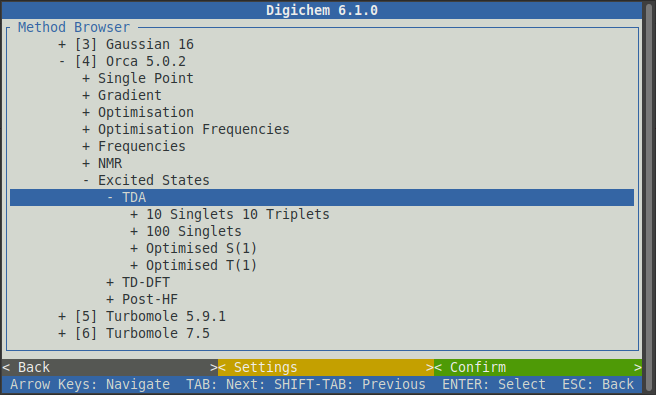 Digichem 6.1.0
Method Browser
+ [3] Gaussian 16
- [4] Orca 5.0.2
+ Single Point
+ Gradient
+ Optimisation
+ Optimisation Frequencies
+ Frequencies
+ NMR
- Excited States
- TDA
+ 10 Singlets 10 Triplets
+ 100 Singlets
+ Optimised S(1)
+ Optimised T(1)
+ TD-DFT
+ Post-HF
+ [5] Turbomole 5.9.1
+ [6] Turbomole 7.5
< Back >< Settings >< Confirm >
Arrow Keys: Navigate TAB: Next: SHIFT-TAB: Previous ENTER: Select ESC: Back